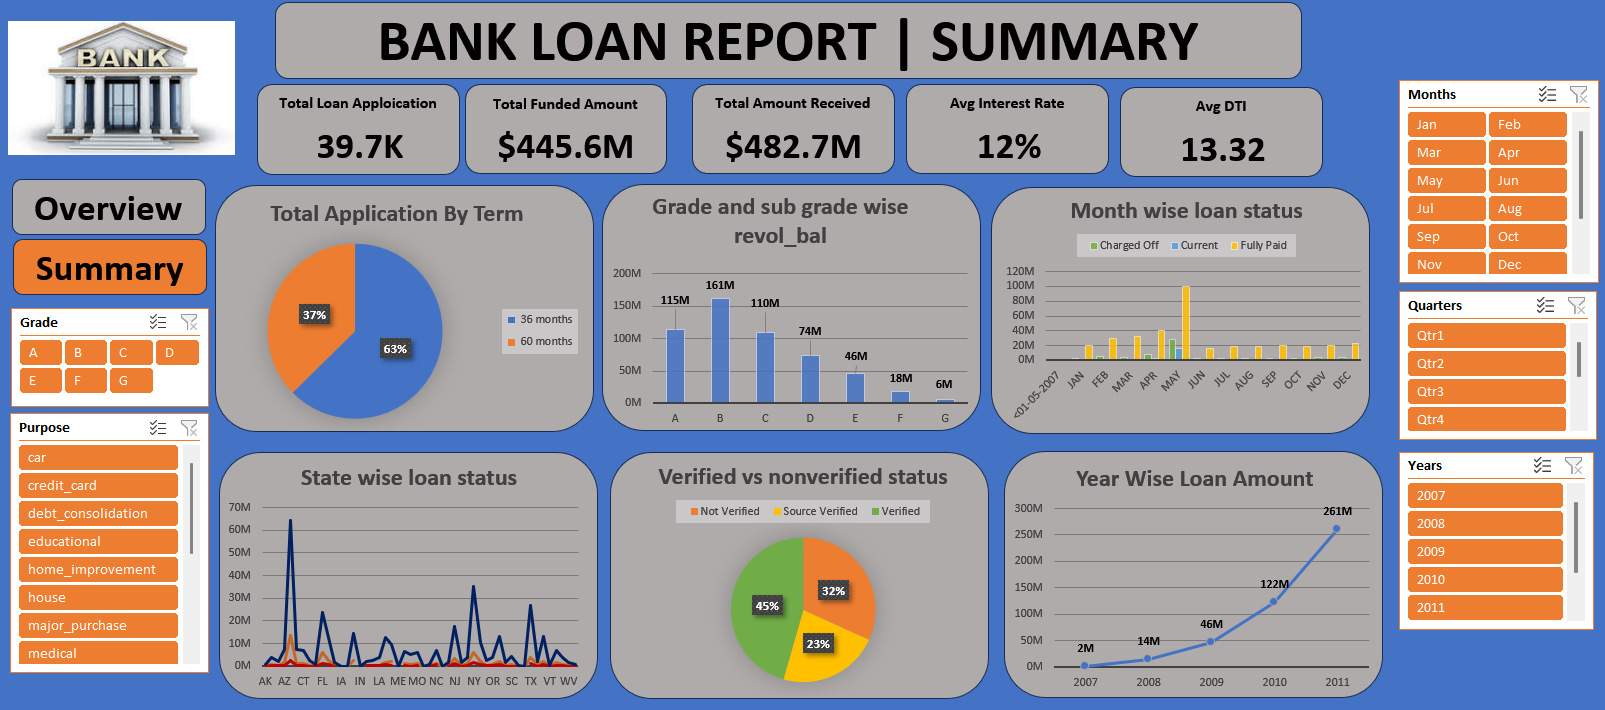 BANK
BANK LOAN REPORT | SUMMARY
Total Loan Apploication
39.7K
Total Funded Amount
$445.6M
Total Amount Received
$482.7M
Avg Interest Rate
12%
Avg DTI
13.32
Overview
Summary
Grade
A B C D
E F G
Purpose
car
credit_card
debt_consolidation
educational
home_improvement
house
major_purchase
medical
Total Application By Term
37%
63%
36 months
60 months
Grade and sub grade wise
revol_bal
200M
150M
100M
50M
0M
115M 161M 110M 74M 46M 18M 6M
A B C D E F G
Month wise loan status
Charged Off Current Fully Paid
120M
100M
80M
60M
40M
20M
0M
<01-05-2007 JAN FEB MAR APR MAY JUN JUL AUG SEP OCT NOV DEC
State wise loan status
70M
60M
50M
40M
30M
20M
10M
0M
AK AZ CT FL IA IN LA ME MO NC NJ NY OR SC TX VT WV
Verified vs nonverified status
Not Verified Source Verified Verified
45%
32%
23%
Year Wise Loan Amount
300M
250M
200M
150M
100M
50M
0M
2M 14M 46M 122M 261M
2007 2008 2009 2010 2011
Months
Jan Feb
Mar Apr
May Jun
Jul Aug
Sep Oct
Nov Dec
Quarters
Qtr1
Qtr2
Qtr3
Qtr4
Years
2007
2008
2009
2010
2011